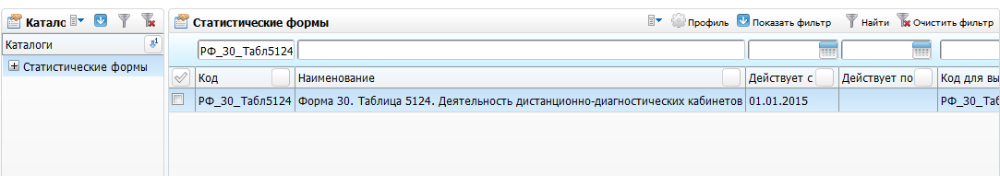 Катало
Каталоги
Статистические формы
Статистические формы
Профиль Показать фильтр Найти Очистить фильтр
РФ_30_Табл5124
Код Наименование Действует с Действует по Код для вы
РФ_30_Табл5124 Форма 30. Таблица 5124. Деятельность дистанционно-диагностических кабинетов 01.01.2015 РФ_30_Таб